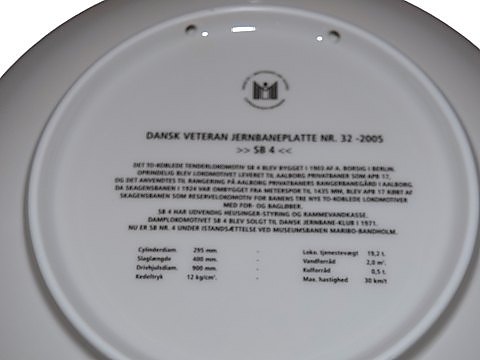 DANSK VETERAN JERNBANEPLATTE NR. 32 -2005
>> SB 4 <<
DET TO-KOBLEDE TENDERLOKOMOTIV SB 4 BLEV BYGGET I 1902 AF A. BORSIG I BERLIN.
OPRINDELIG BLEV LOKOMOTIVET LEVERET TIL AALBORG PRIVATBANER SOM APB 17,
OG DET ANVENDTES TIL RANGERING PÅ AALBORG PRIVATBANERS RANGERBANEGÅRD I AALBORG.
DA SKAGENSBANEN I 1924 VAR OMBYGGET FRA METERSPOR TIL 1435, MM, BLEV APB 17 KØBT AF
SKAGENSBANEN SOM RESERVELOKOMOTIV FOR BANENS TRE NYE TO-KOBLEDE LOKOMOTIVER
MED FOR- OG BAGLØBER.
SB 4 HAR UDVENDIG HEUSINGER-STYRING OG RAMMEVANDKASSE.
DAMPLOKOMOTIVET SB 4 BLEV SOLGT TIL DANSK JERNBANE-KLUB I 1971.
NU ER SB NR. 4 UNDER ISTANDSÆTTELSE VED MUSEUMSBANEN MARIBO-BANDHOLM.
Cylinderdiam. 295 mm. - Loko. tjenestevægt 19,2 t.
Slaglængde 400 mm. - Vandforråd 2,0 m³.
Drivhjulsdiam. 900 mm. - Kulforråd 0,5 t.
Kedeltryk 12 kg/cm². - Max. hastighed 30 km/t